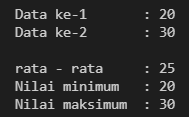 Data ke-1 : 20
Data ke-2 : 30
rata - rata : 25
Nilai minimum : 20
Nilai maksimum : 30